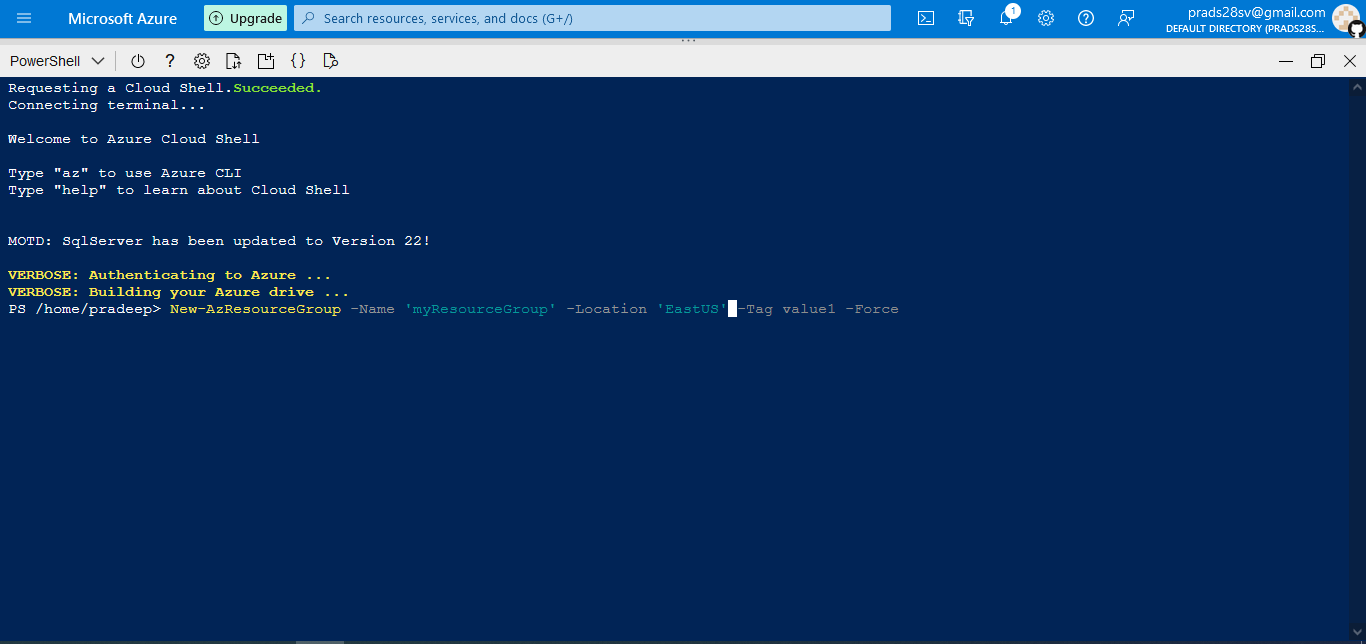 Microsoft Azure
Upgrade
Search resources, services, and docs (G+/)
1
prads28sv@gmail.com
DEFAULT DIRECTORY (PRADS28S...
PowerShell
Requesting a Cloud Shell.Succeeded.
Connecting terminal...
Welcome to Azure Cloud Shell
Type "az" to use Azure CLI
Type "help" to learn about Cloud Shell
MOTD: SqlServer has been updated to Version 22!
VERBOSE: Authenticating to Azure ...
VERBOSE: Building your Azure drive ...
PS /home/pradeep> New-AzResourceGroup -Name 'myResourceGroup' -Location 'EastUS' -Tag value1 -Force